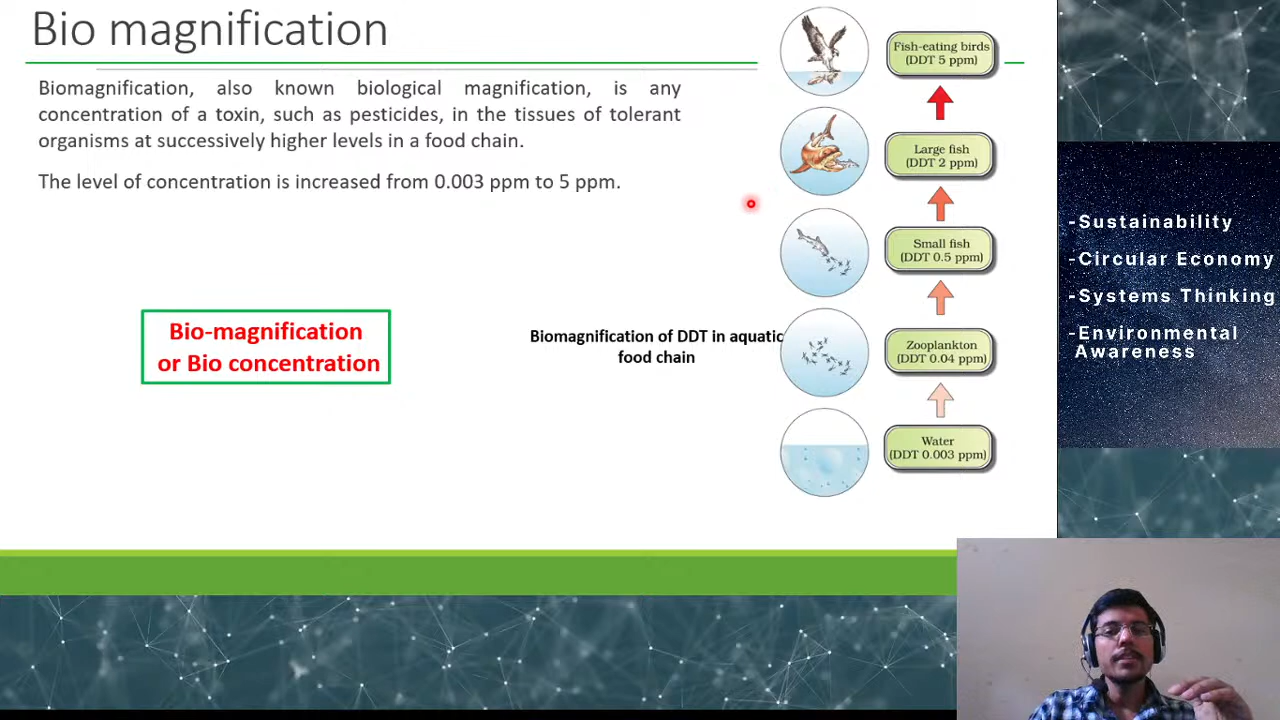 Bio magnification
Biomagnification, also known biological magnification, is any
concentration of a toxin, such as pesticides, in the tissues of tolerant
organisms at successively higher levels in a food chain.
The level of concentration is increased from 0.003 ppm to 5 ppm.
Bio-magnification
or Bio concentration
Biomagnification of DDT in aquatic
food chain
Fish-eating birds
(DDT 5 ppm)
Large fish
(DDT 2 ppm)
Small fish
(DDT 0.5 ppm)
Zooplankton
(DDT 0.04 ppm)
Water
(DDT 0.003 ppm)
-Sustainability
-Circular Economy
-Systems Thinking
-Environmental
Awareness